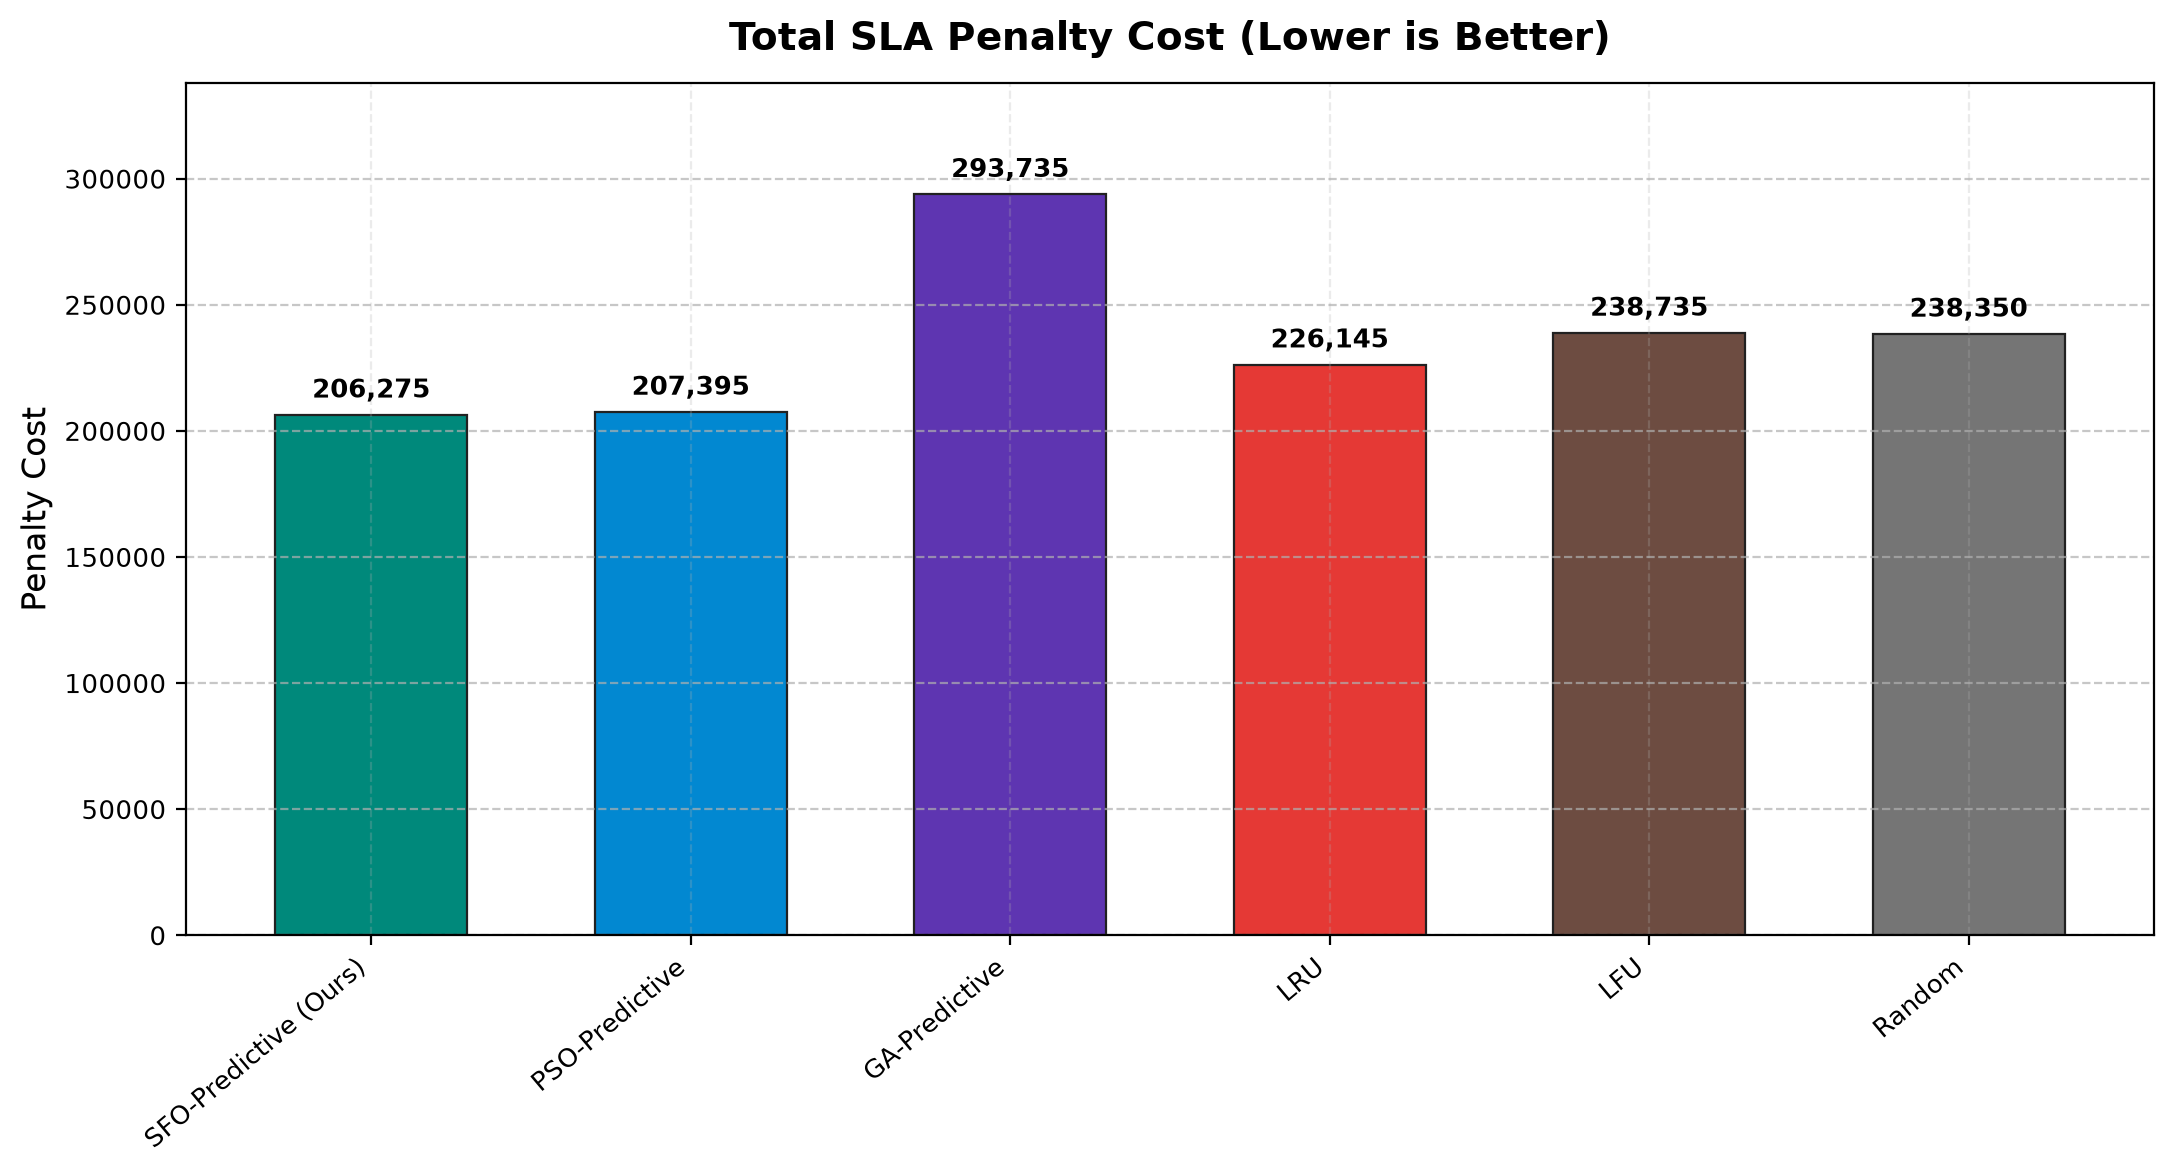 Total SLA Penalty Cost (Lower is Better)
Penalty Cost
300000
250000
200000
150000
100000
50000
0
206,275
207,395
293,735
226,145
238,735
238,350
SFO-Predictive (Ours)
PSO-Predictive
GA-Predictive
LRU
LFU
Random